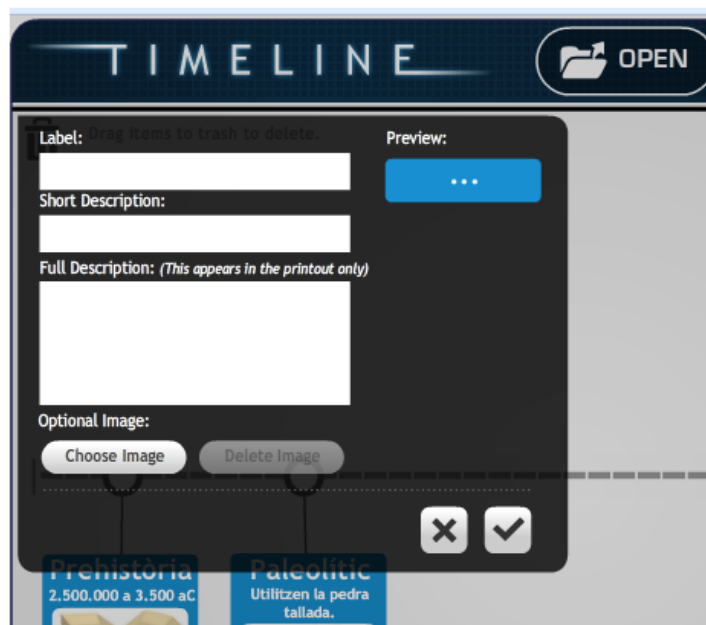 TIMELINE
OPEN
Drag items to trash to delete.
Label:
Preview:
...
Short Description:
Full Description: (This appears in the printout only)
Optional Image:
Choose Image
Delete Image
Prehistòria
2.500.000 a 3.500 aC
Paleolític
Utilitzen la pedra
tallada.